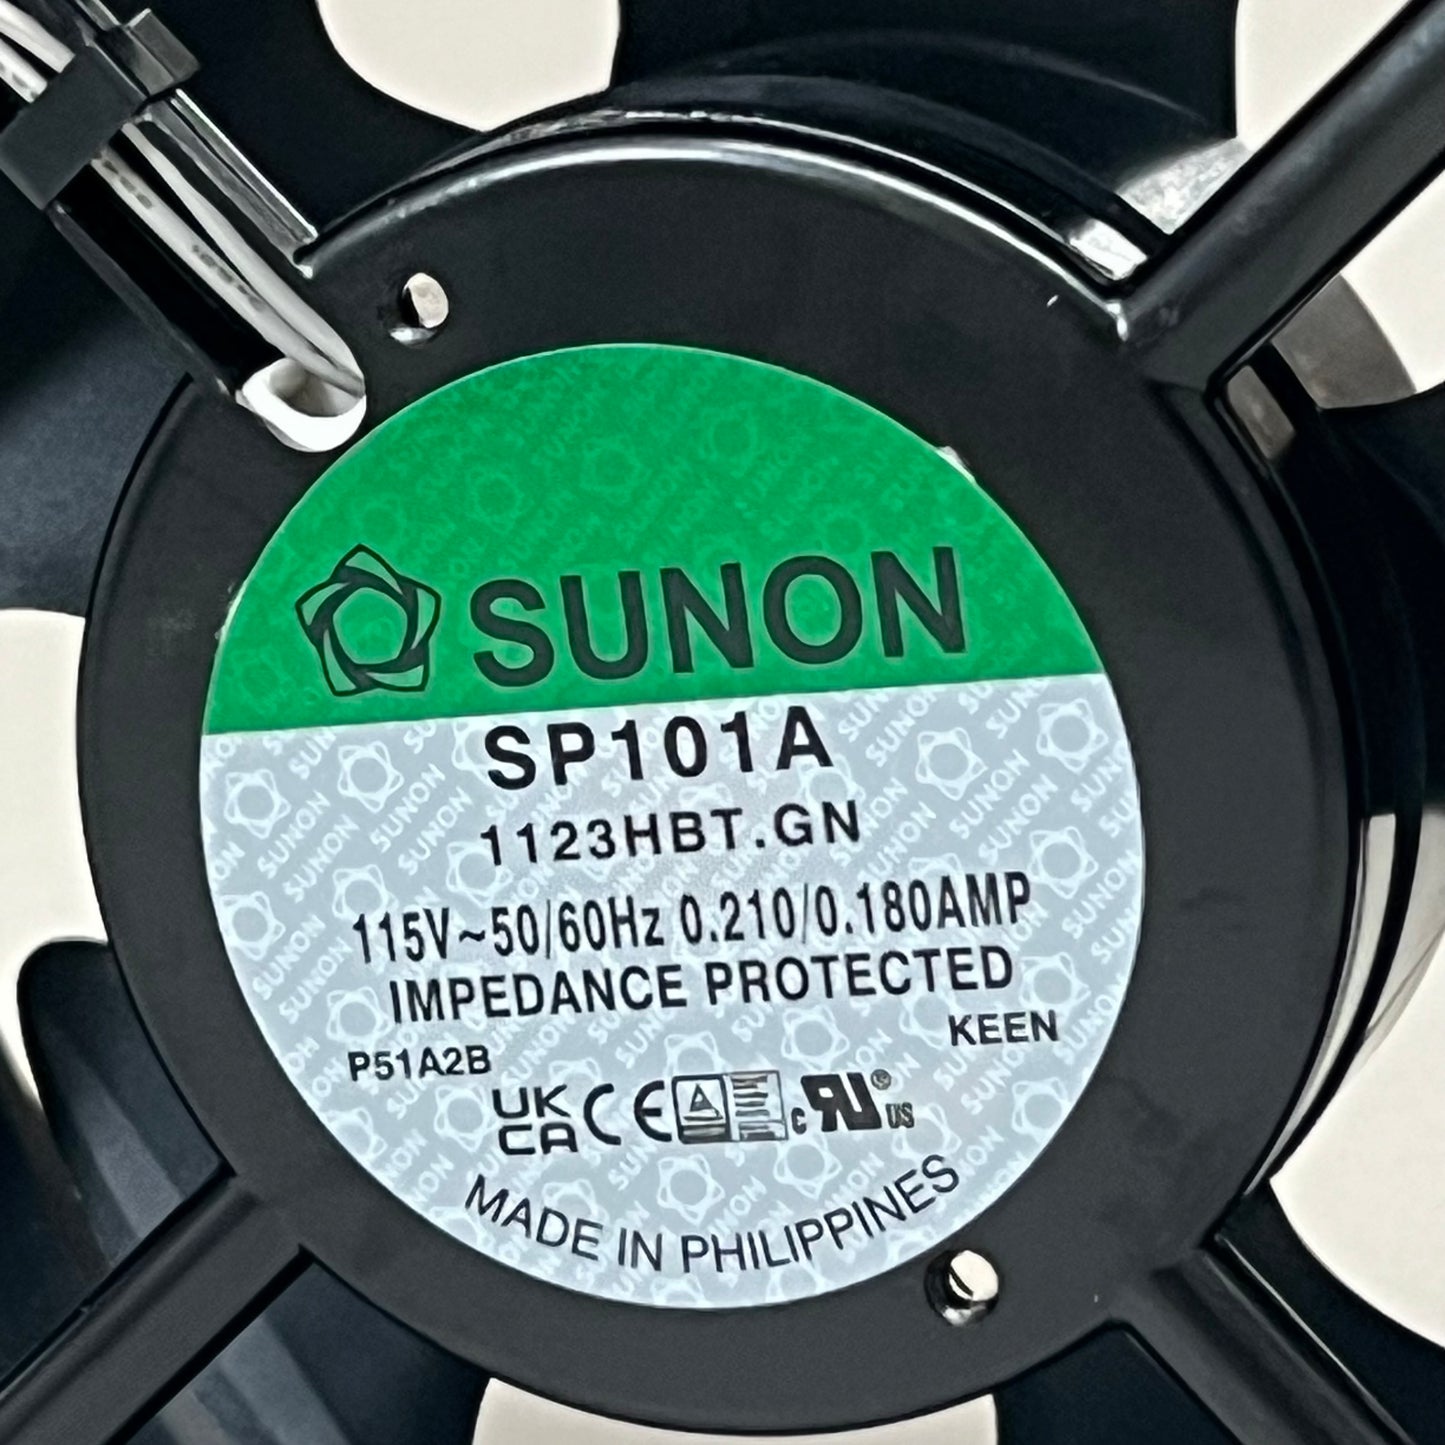 SUNON
SP101A
1123HBT.GN
115V~50/60Hz 0.210/0.180AMP
IMPEDANCE PROTECTED
KEEN
P51A2B
UK
CA CE c RU ® US
MADE IN PHILIPPINES